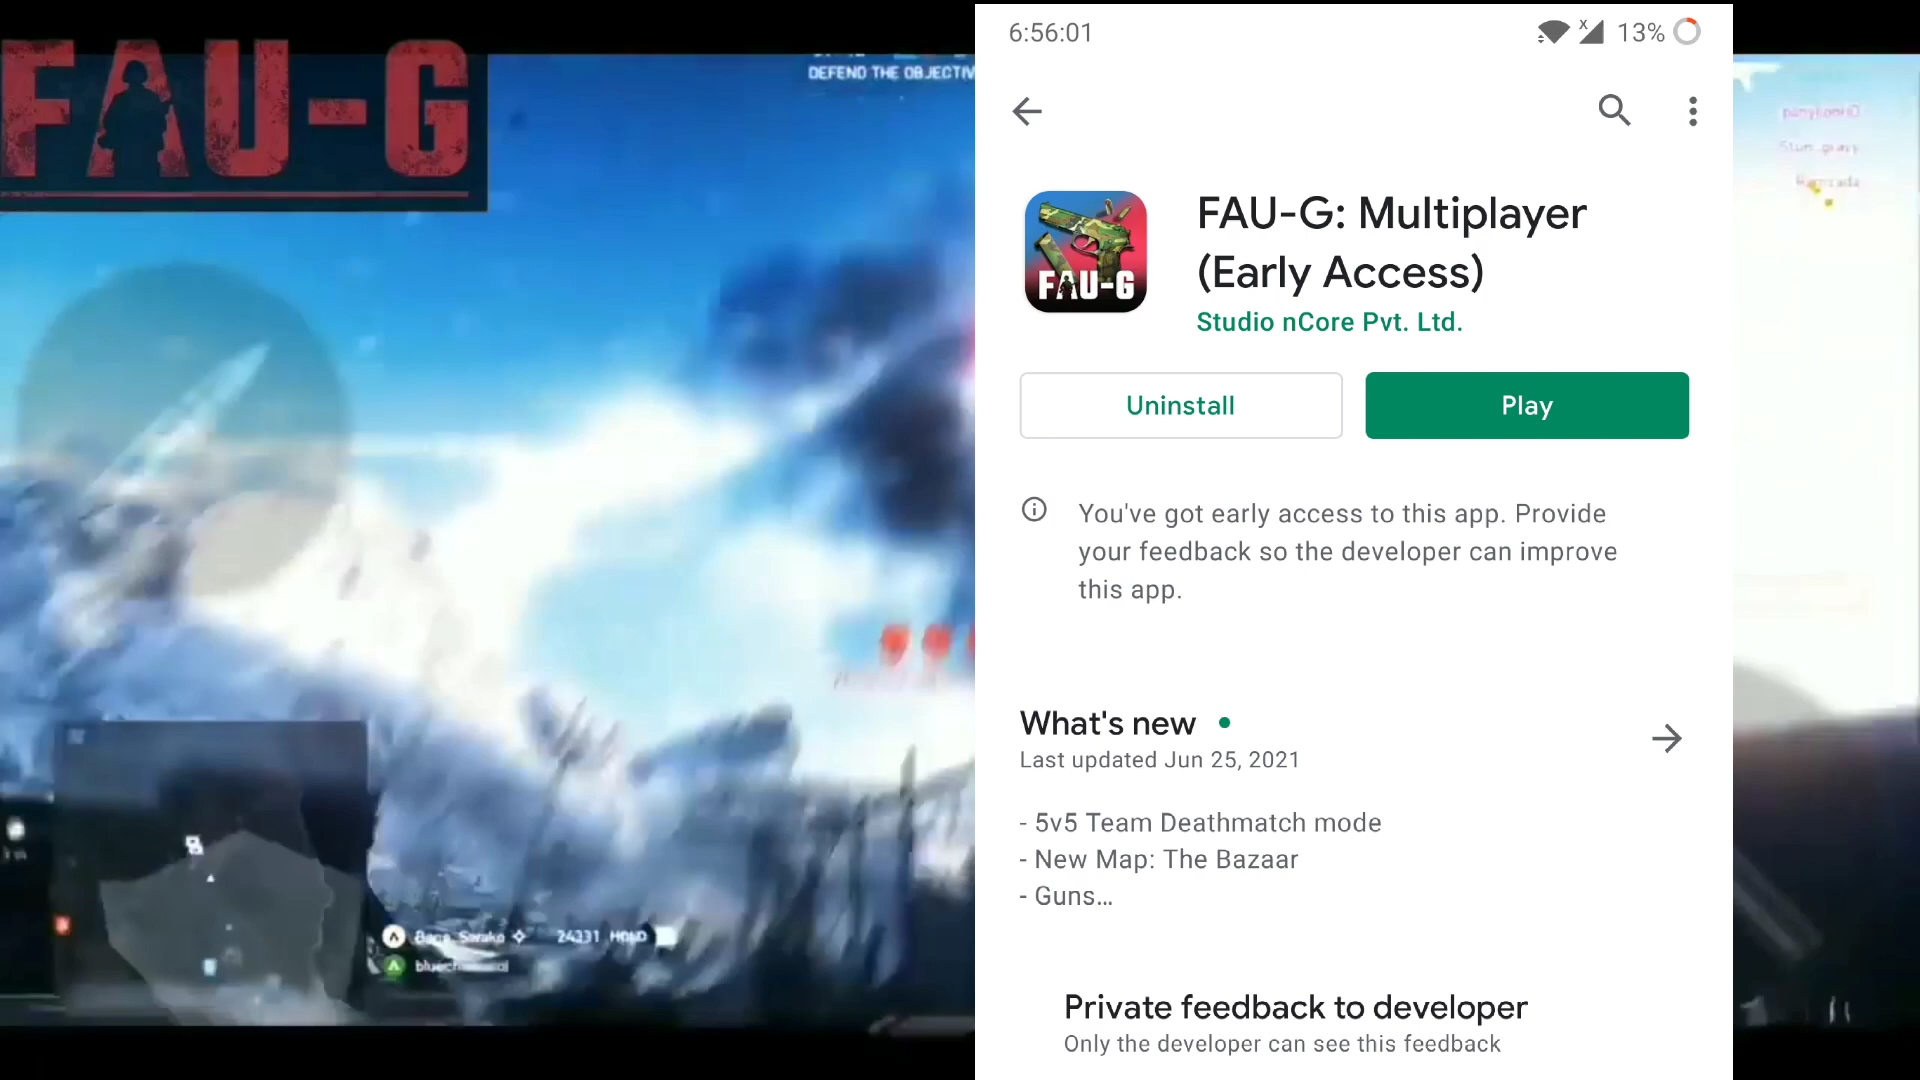 FAU-G
DEFEND THE OBJECTIV
24331 HOLD
6:56:01
13%
FAU-G
FAU-G: Multiplayer
(Early Access)
Studio nCore Pvt. Ltd.
Uninstall
Play
You've got early access to this app. Provide
your feedback so the developer can improve
this app.
What's new
Last updated Jun 25, 2021
- 5v5 Team Deathmatch mode
- New Map: The Bazaar
- Guns…
Private feedback to developer
Only the developer can see this feedback